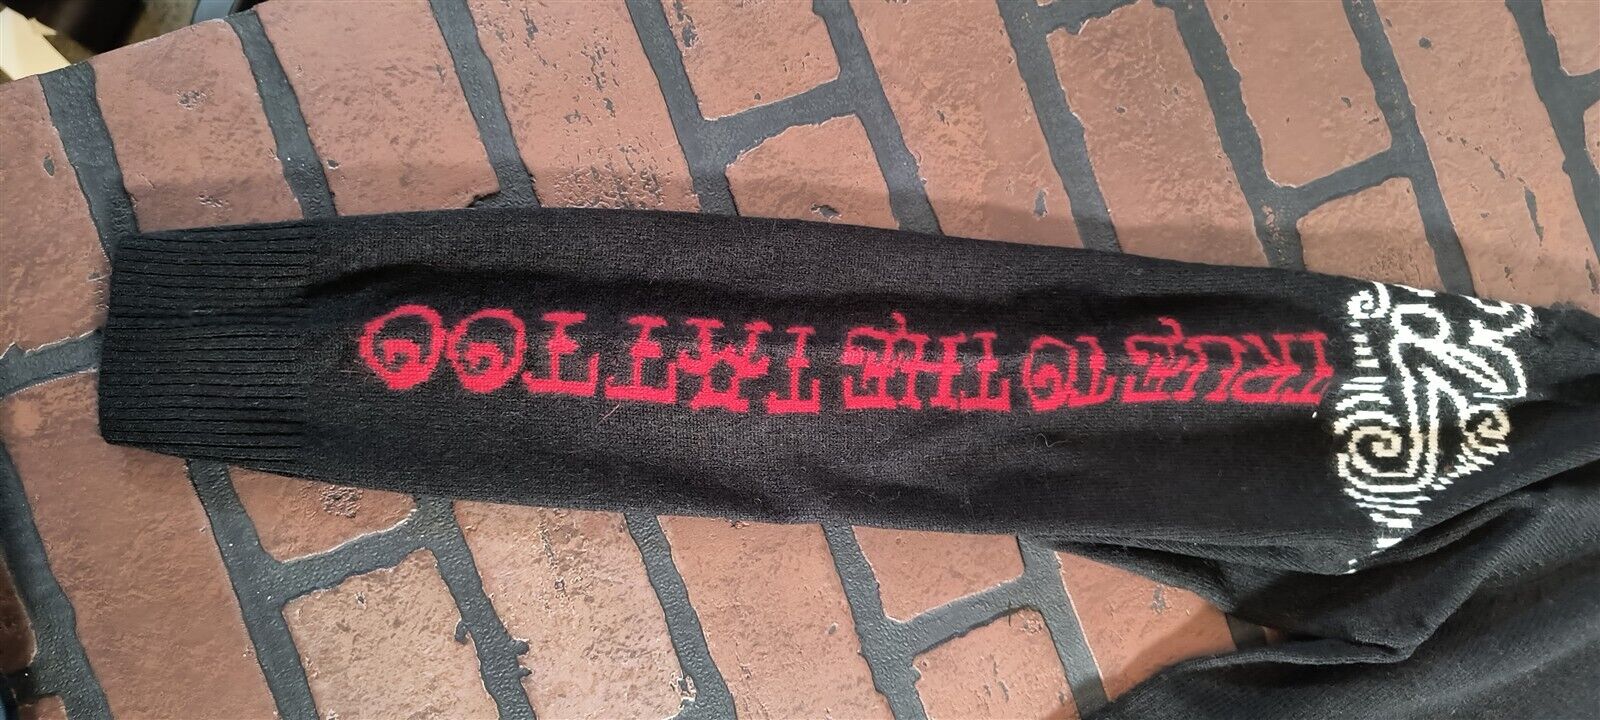 TRUE TO THE TATTOO